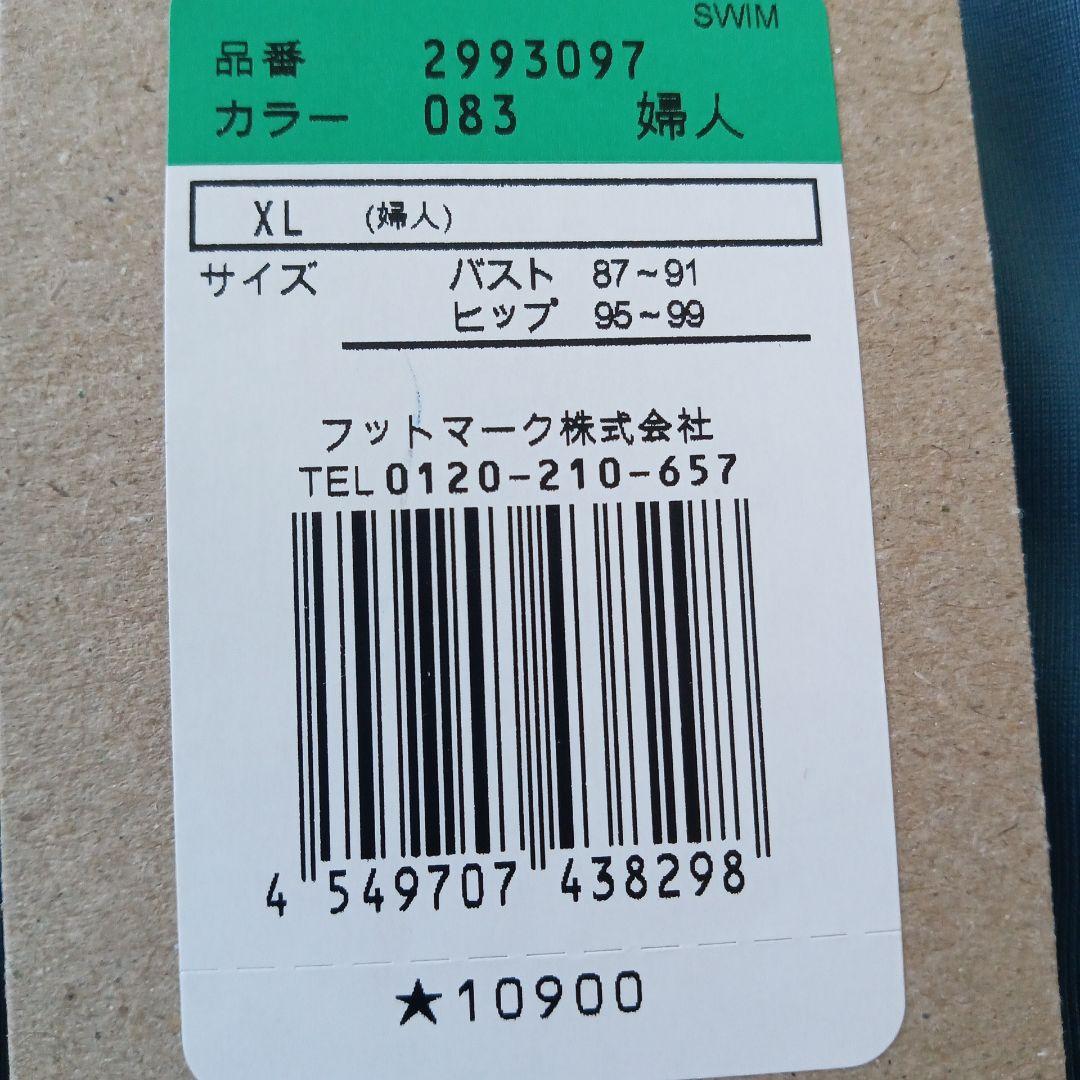 SWIM
品番 2993097
カラー 083 婦人
XL (婦人)
サイズ バスト 87~91
ヒップ 95~99
フットマーク株式会社
TEL 0120-210-657
4 549707 438298
★10900